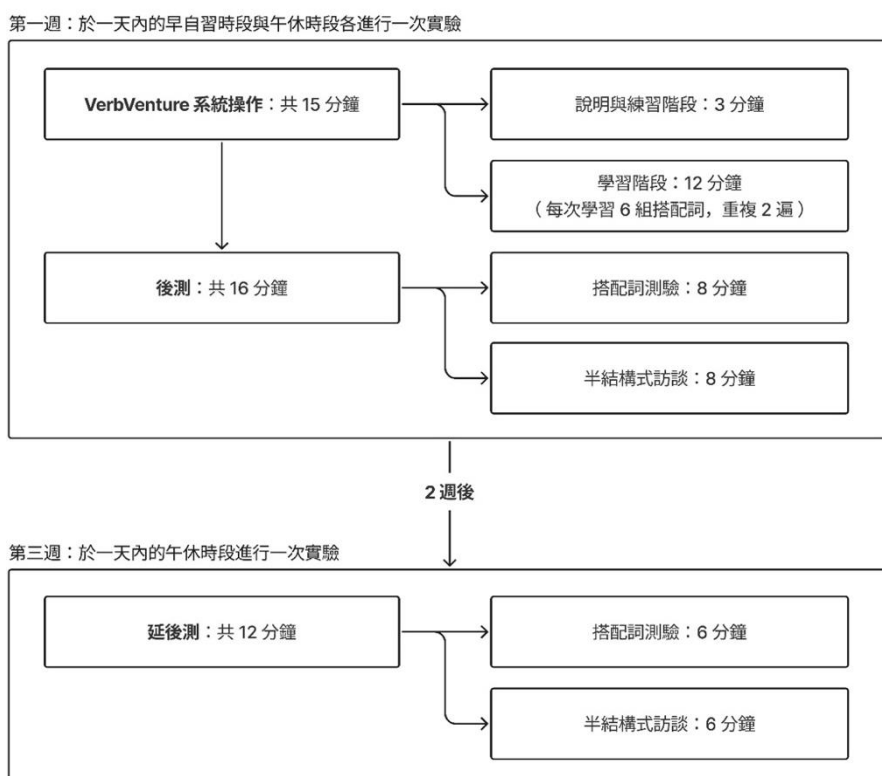 第一週：於一天內的早自習時段與午休時段各進行一次實驗
VerbVenture 系統操作：共 15 分鐘
說明與練習階段：3 分鐘
學習階段：12 分鐘
（ 每次學習 6 組搭配詞，重複 2 遍 ）
後測：共 16 分鐘
搭配詞測驗：8 分鐘
半結構式訪談：8 分鐘
2 週後
第三週：於一天內的午休時段進行一次實驗
延後測：共 12 分鐘
搭配詞測驗：6 分鐘
半結構式訪談：6 分鐘